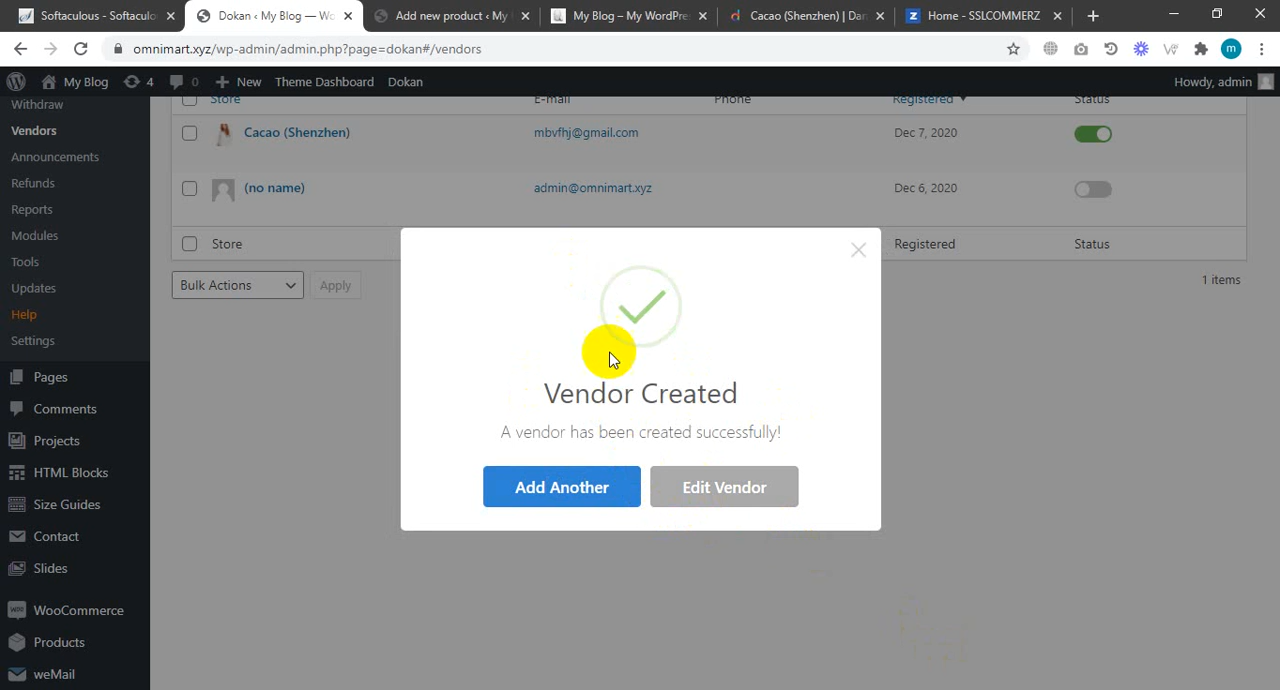 Softaculous - Softaculo
Dokan ‹ My Blog — Wo
Add new product ‹ My
My Blog – My WordPre
Cacao (Shenzhen) | Dar
Home - SSLCOMMERZ
omnimart.xyz/wp-admin/admin.php?page=dokan#/vendors
m
My Blog 4 0 New Theme Dashboard Dokan Howdy, admin
Withdraw
Vendors
Announcements
Refunds
Reports
Modules
Tools
Updates
Help
Settings
Pages
Comments
Projects
HTML Blocks
Size Guides
Contact
Slides
WooCommerce
Products
weMail
Store E-mail Phone Registered Status
Cacao (Shenzhen) mbvfhj@gmail.com Dec 7, 2020
(no name) admin@omnimart.xyz Dec 6, 2020
Store Registered Status
Bulk Actions Apply 1 items
Vendor Created
A vendor has been created successfully!
Add Another Edit Vendor